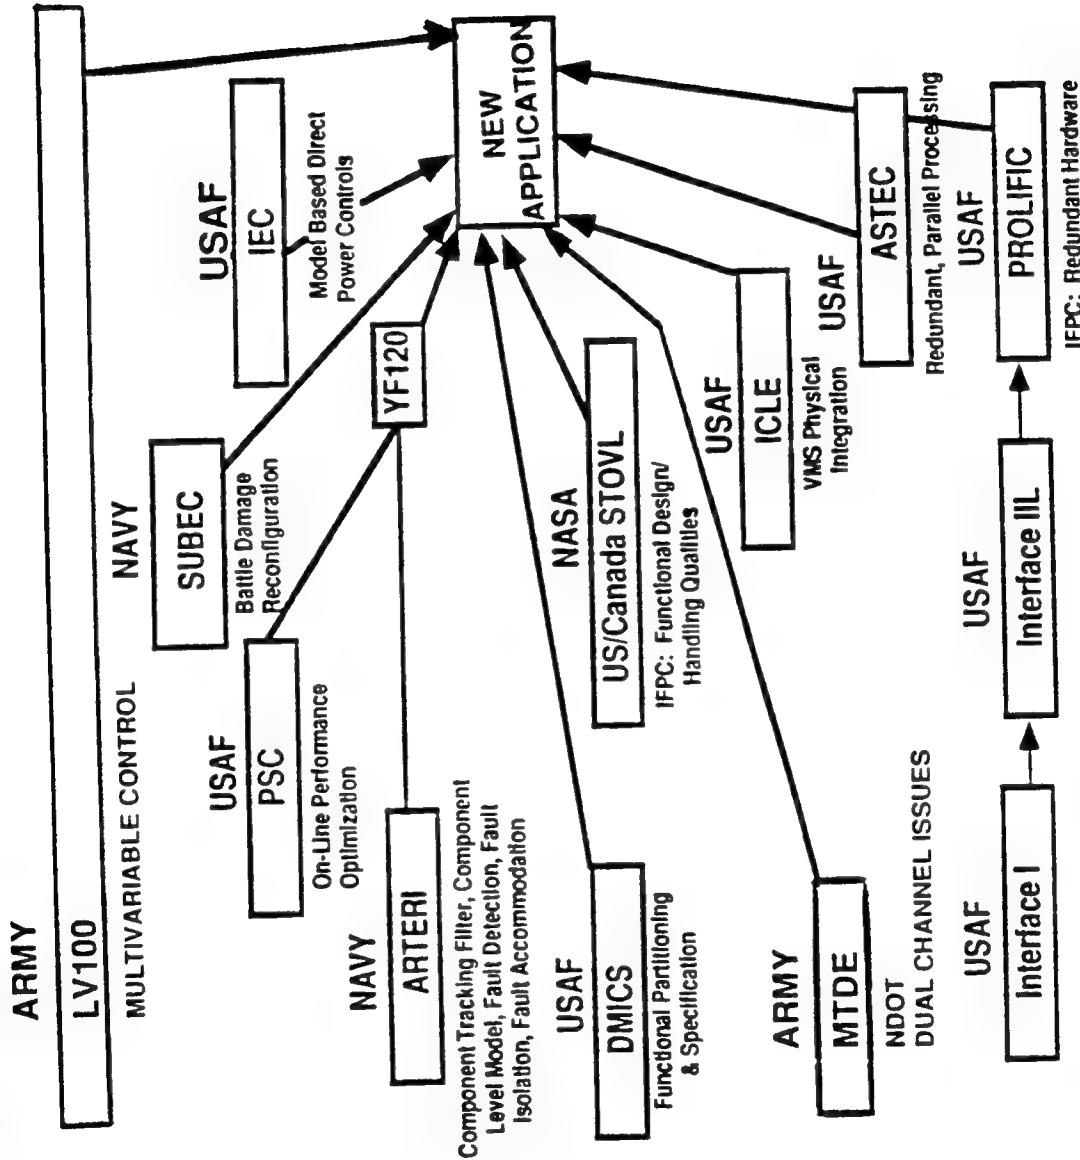 ARMY
LV100
MULTIVARIABLE CONTROL
NAVY
SUBEC
Battle Damage
Reconfiguration
USAF
IEC
Model Based Direct
Power Controls
USAF
PSC
On-Line Performance
Optimization
YF120
NEW
APPLICATION
NAVY
ARTERI
Component Tracking Filter, Component
Level Model, Fault Detection, Fault
Isolation, Fault Accommodation
USAF
DMICS
Functional Partitioning
& Specification
NASA
US/Canada STOVL
IFPC: Functional Design/
Handling Qualities
USAF
ICLE
VMS Physical
Integration
ARMY
MTDE
NDOT
DUAL CHANNEL ISSUES
USAF
ASTEC
Redundant, Parallel Processing
USAF
Interface I
USAF
Interface IIL
USAF
PROLIFIC
IFPC: Redundant Hardware